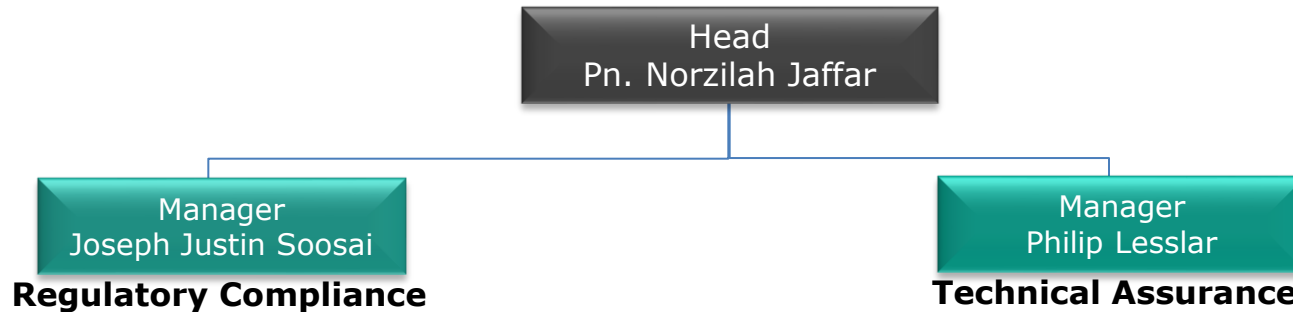 Head
Pn. Norzilah Jaffar
Manager
Joseph Justin Soosai
Regulatory Compliance
Manager
Philip Lesslar
Technical Assurance